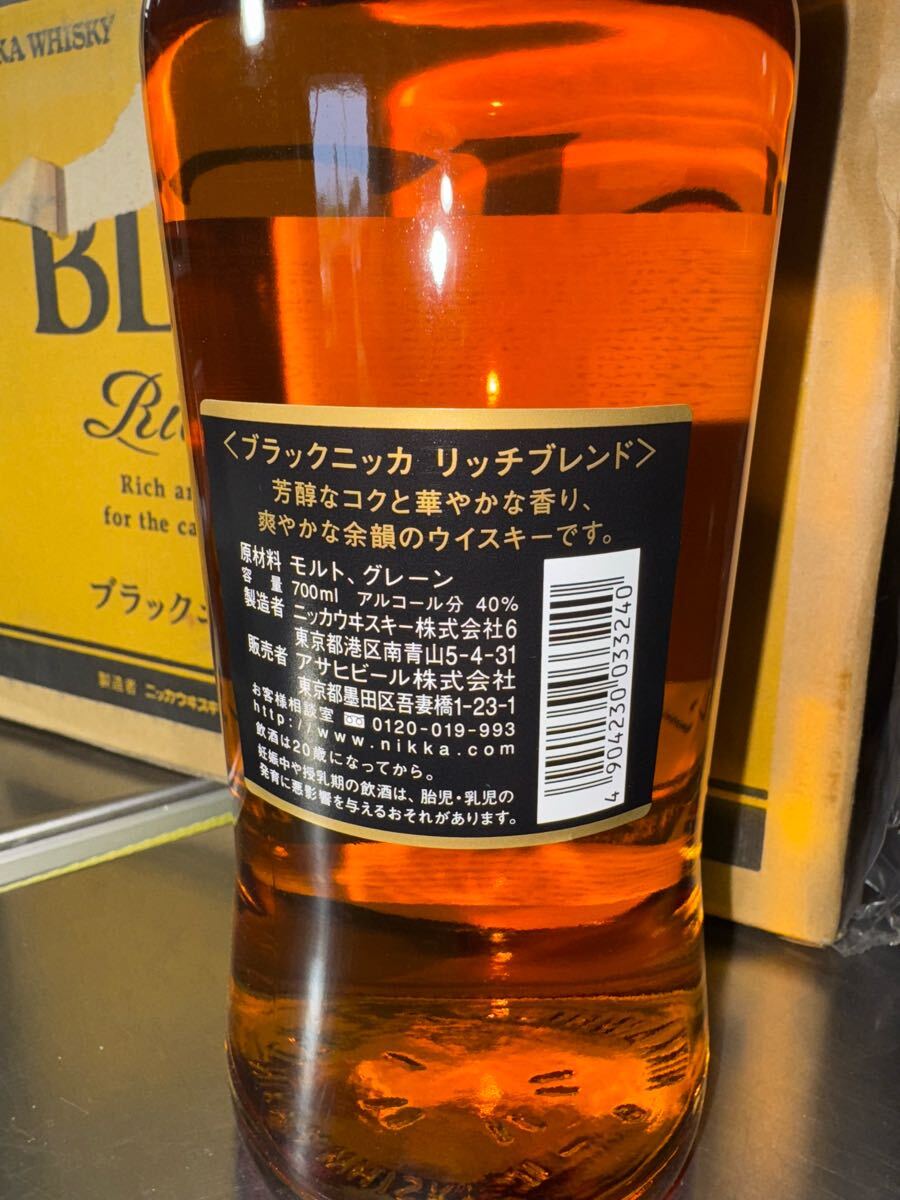 KA WHISKY
BL
Ri
Rich a
for the ca
ブラック
製造者 ニッカウヰスキ
〈ブラックニッカ リッチブレンド〉
芳醇なコクと華やかな香り、
爽やかな余韻のウイスキーです。
原材料 モルト、グレーン
容量 700ml アルコール分 40%
製造者 ニッカウヰスキー株式会社6
東京都港区南青山5-4-31
販売者 アサヒビール株式会社
東京都墨田区吾妻橋1-23-1
お客様相談室 0120-019-993
http://www.nikka.com
飲酒は20歳になってから。
妊娠中や授乳期の飲酒は、胎児・乳児の
発育に悪影響を与えるおそれがあります。
4 904230 033240